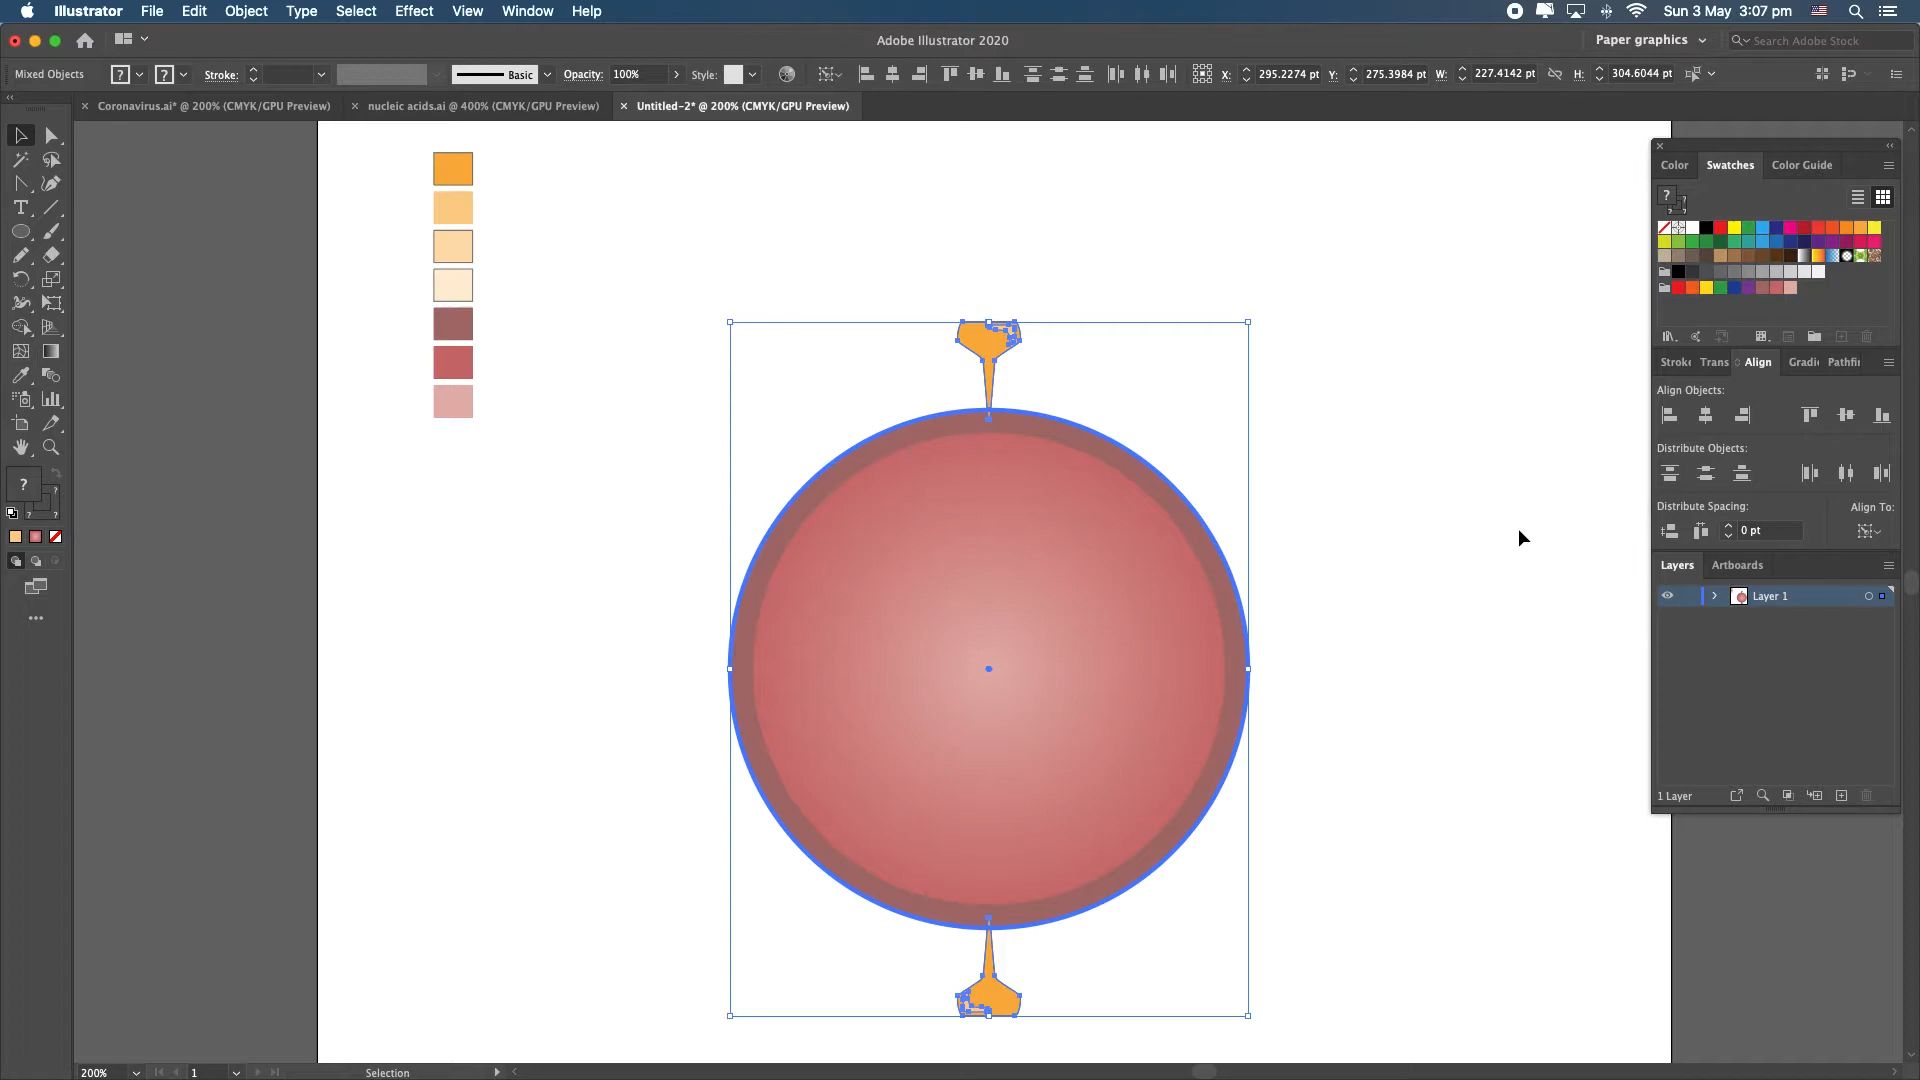 Illustrator File Edit Object Type Select Effect View Window Help
Sun 3 May 3:07 pm
Adobe Illustrator 2020
Paper graphics
Search Adobe Stock
Mixed Objects
?
?
Stroke:
Basic
Opacity: 100%
Style:
X: 295.2274 pt
Y: 275.3984 pt
W: 227.4142 pt
H: 304.6044 pt
Coronavirus.ai* @ 200% (CMYK/GPU Preview)
nucleic acids.ai @ 400% (CMYK/GPU Preview)
Untitled-2* @ 200% (CMYK/GPU Preview)
Color Swatches Color Guide
?
?
?
Stroke Trans Align Gradi Pathfi
Align Objects:
Distribute Objects:
Distribute Spacing: Align To:
0 pt
?
?
?
?
Layers Artboards
Layer 1
1 Layer
200%
1
Selection